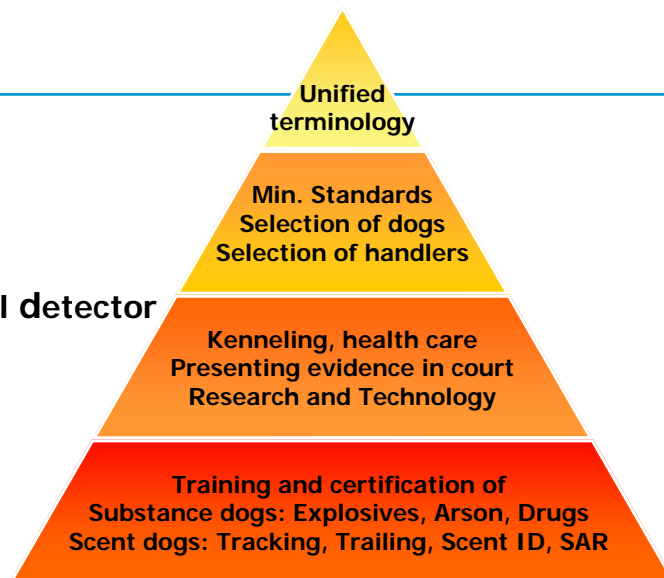 Unified
terminology
Min. Standards
Selection of dogs
Selection of handlers
l detector
Kenneling, health care
Presenting evidence in court
Research and Technology
Training and certification of
Substance dogs: Explosives, Arson, Drugs
Scent dogs: Tracking, Trailing, Scent ID, SAR